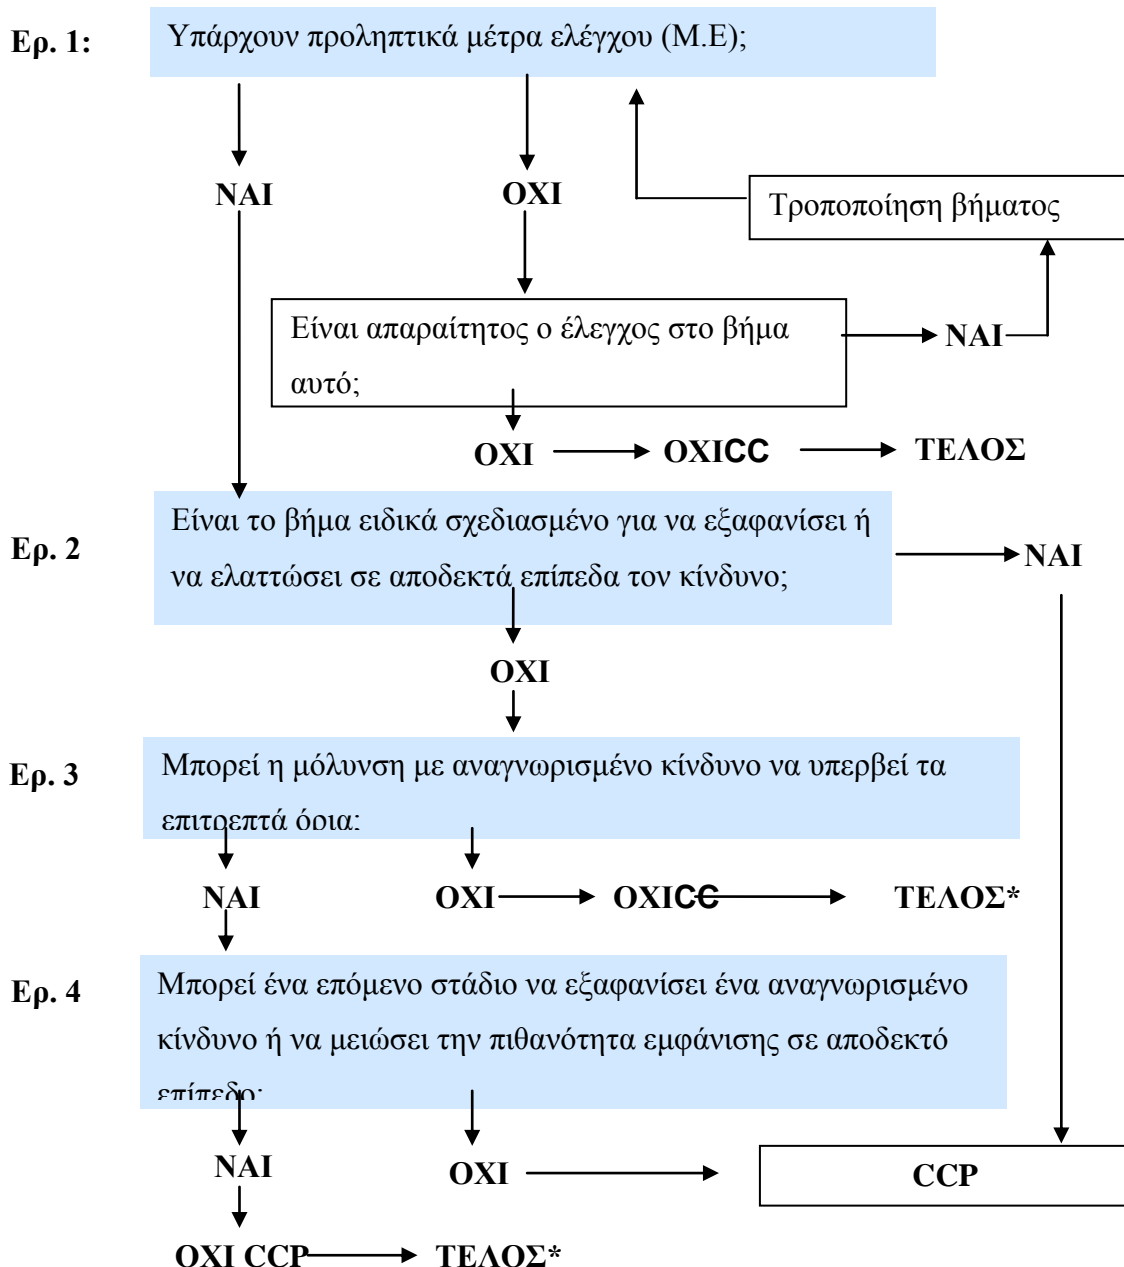 Ερ. 1:
Υπάρχουν προληπτικά μέτρα ελέγχου (Μ.Ε);
ΝΑΙ
ΟΧΙ
Τροποποίηση βήματος
Είναι απαραίτητος ο έλεγχος στο βήμα
αυτό;
ΝΑΙ
ΟΧΙ
ΟΧΙCC
ΤΕΛΟΣ
Ερ. 2
Είναι το βήμα ειδικά σχεδιασμένο για να εξαφανίσει ή
να ελαττώσει σε αποδεκτά επίπεδα τον κίνδυνο;
ΝΑΙ
ΟΧΙ
Ερ. 3
Μπορεί η μόλυνση με αναγνωρισμένο κίνδυνο να υπερβεί τα
επιτρεπτά όρια;
ΝΑΙ
ΟΧΙ
ΟΧΙCC
ΤΕΛΟΣ*
Ερ. 4
Μπορεί ένα επόμενο στάδιο να εξαφανίσει ένα αναγνωρισμένο
κίνδυνο ή να μειώσει την πιθανότητα εμφάνισης σε αποδεκτό
επίπεδο;
ΝΑΙ
ΟΧΙ
CCP
ΟΧΙ CCP
ΤΕΛΟΣ*